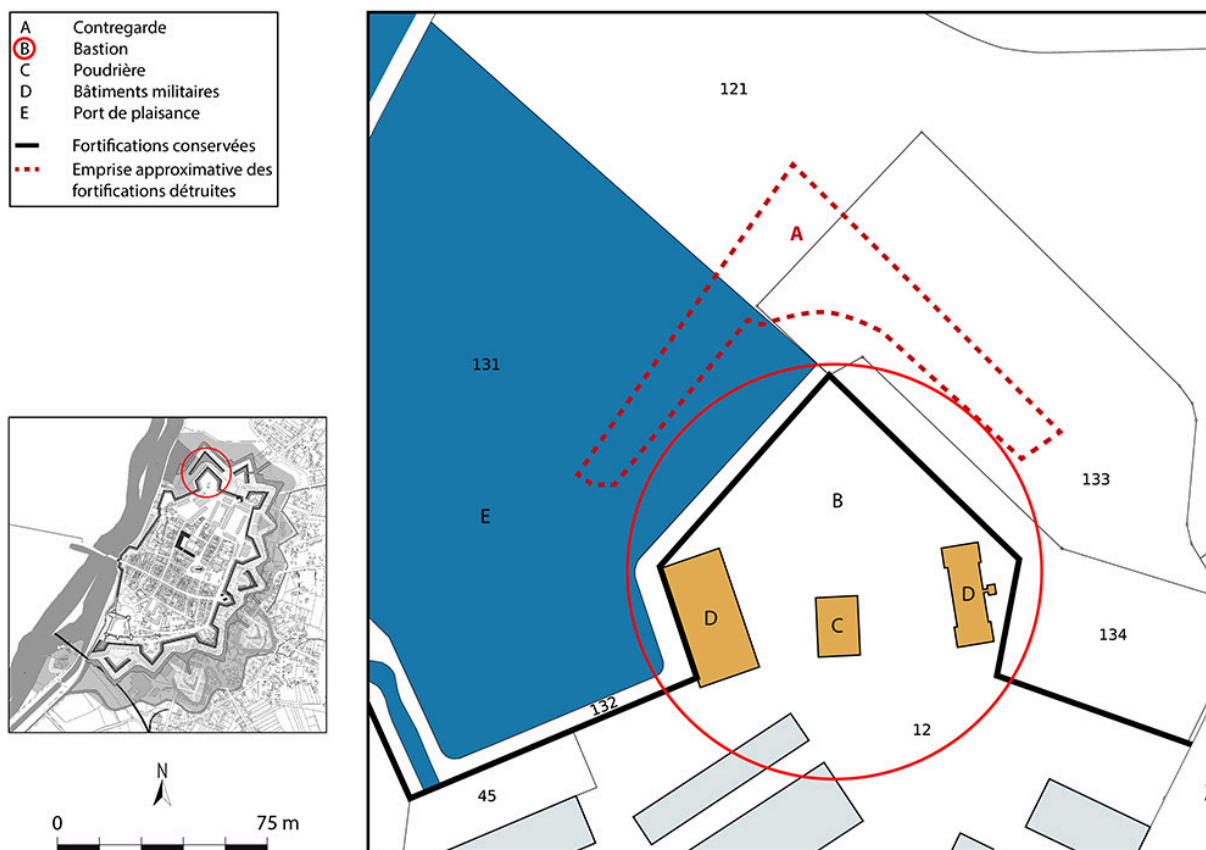 A Contregarde
B Bastion
C Poudrière
D Bâtiments militaires
E Port de plaisance
Fortifications conservées
Emprise approximative des
fortifications détruites
N
0 75 m
121
A
131
133
E
B
D
C
D
134
132
12
45